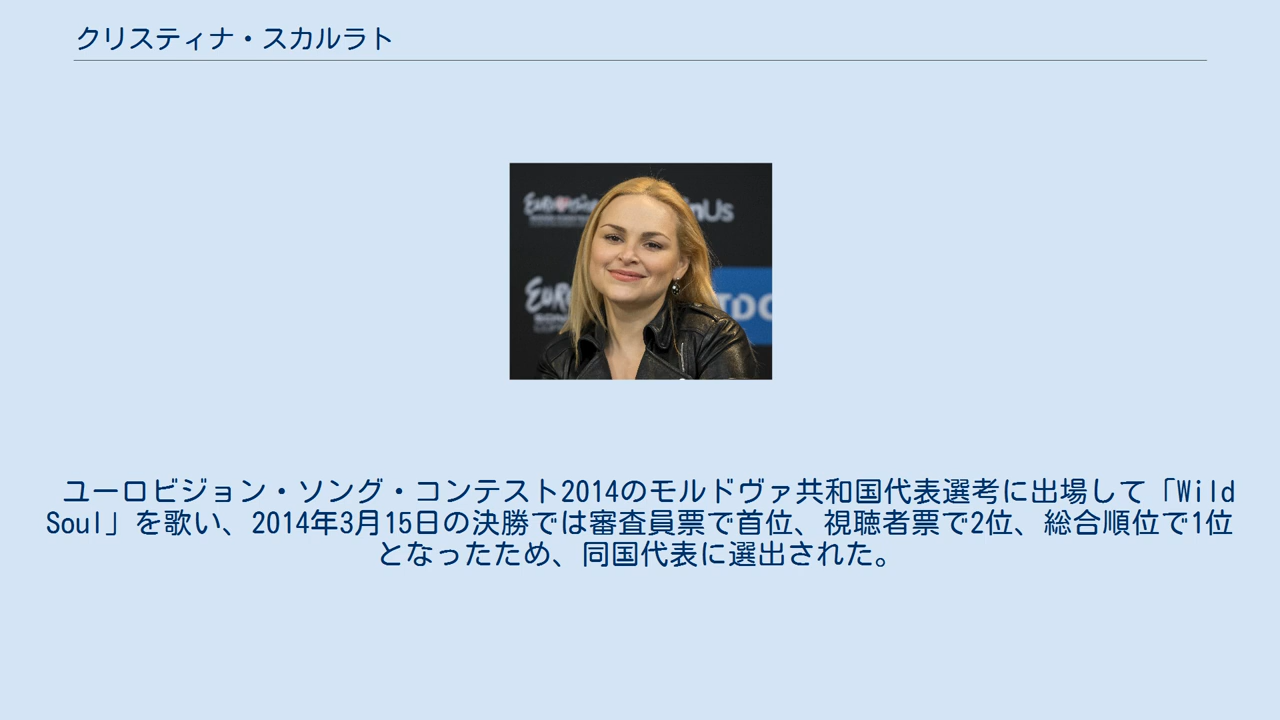 クリスティナ・スカルラト
Eurovision
inUs
Euro
TDC
ユーロビジョン・ソング・コンテスト2014のモルドヴァ共和国代表選考に出場して「Wild
Soul」を歌い、2014年3月15日の決勝では審査員票で首位、視聴者票で2位、総合順位で1位
となったため、同国代表に選出された。